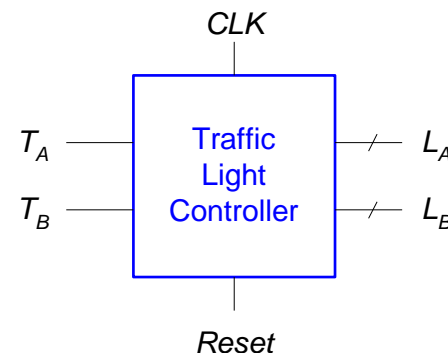 CLK
T_A
Traffic
L_A
Light
T_B
Controller
L_B
Reset